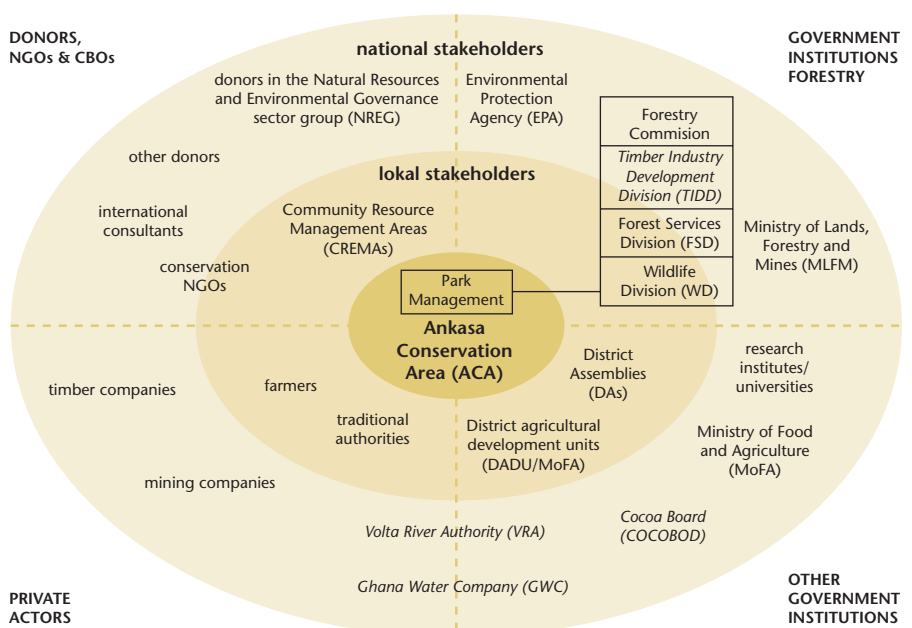 DONORS,
NGOs & CBOs
national stakeholders
GOVERNMENT
INSTITUTIONS
FORESTRY
donors in the Natural Resources
and Environmental Governance
sector group (NREG)
Environmental
Protection
Agency (EPA)
Forestry
Commision
Timber Industry
Development
Division (TIDD)
Forest Services
Division (FSD)
Wildlife
Division (WD)
Ministry of Lands,
Forestry and
Mines (MLFM)
other donors
international
consultants
conservation
NGOs
lokal stakeholders
Community Resource
Management Areas
(CREMAs)
Park
Management
Ankasa
Conservation
Area (ACA)
timber companies
farmers
traditional
authorities
mining companies
District
Assemblies
(DAs)
District agricultural
development units
(DADU/MoFA)
research
institutes/
universities
Ministry of Food
and Agriculture
(MoFA)
Volta River Authority (VRA)
Cocoa Board
(COCOBOD)
Ghana Water Company (GWC)
PRIVATE
ACTORS
OTHER
GOVERNMENT
INSTITUTIONS